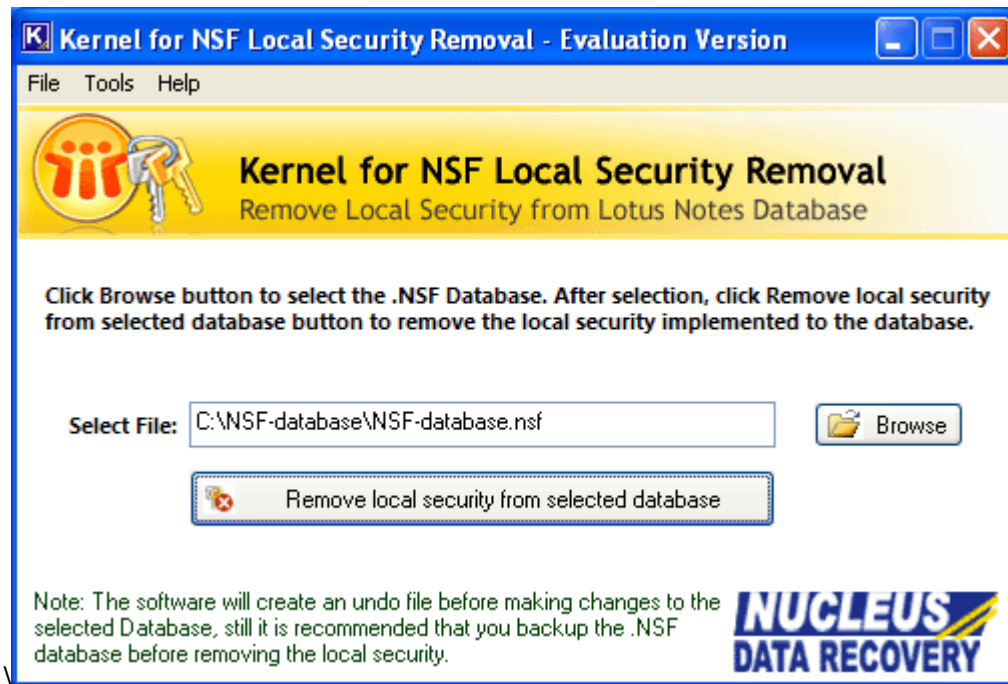 Kernel for NSF Local Security Removal - Evaluation Version
File Tools Help
Kernel for NSF Local Security Removal
Remove Local Security from Lotus Notes Database
Click Browse button to select the .NSF Database. After selection, click Remove local security
from selected database button to remove the local security implemented to the database.
Select File: C:\NSF-database\NSF-database.nsf Browse
Remove local security from selected database
Note: The software will create an undo file before making changes to the
selected Database, still it is recommended that you backup the .NSF
database before removing the local security.
NUCLEUS
DATA RECOVERY
\